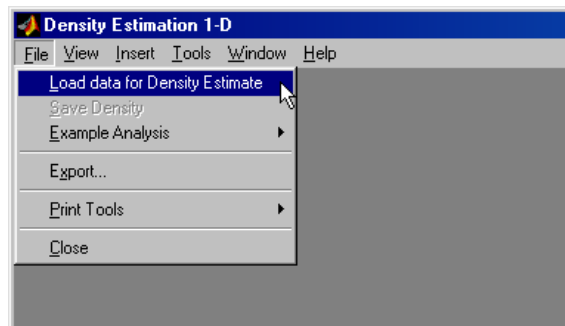 Density Estimation 1-D
File View Insert Tools Window Help
Load data for Density Estimate
Save Density
Example Analysis
Export...
Print Tools
Close